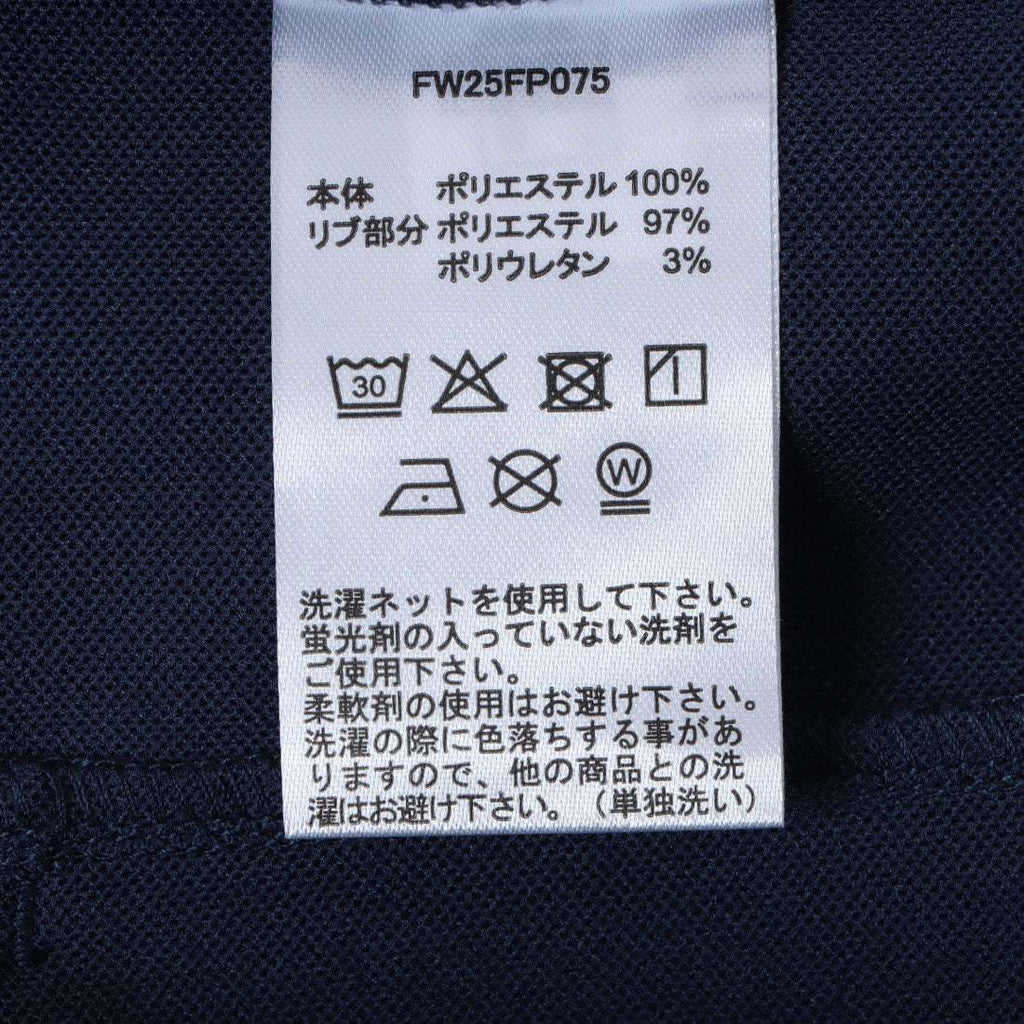 FW25FP075
本体 ポリエステル 100%
リブ部分 ポリエステル 97%
ポリウレタン 3%
30
W
洗濯ネットを使用して下さい。
蛍光剤の入っていない洗剤を
ご使用下さい。
柔軟剤の使用はお避け下さい。
洗濯の際に色落ちする事があ
りますので、他の商品との洗
濯はお避け下さい。（単独洗い）